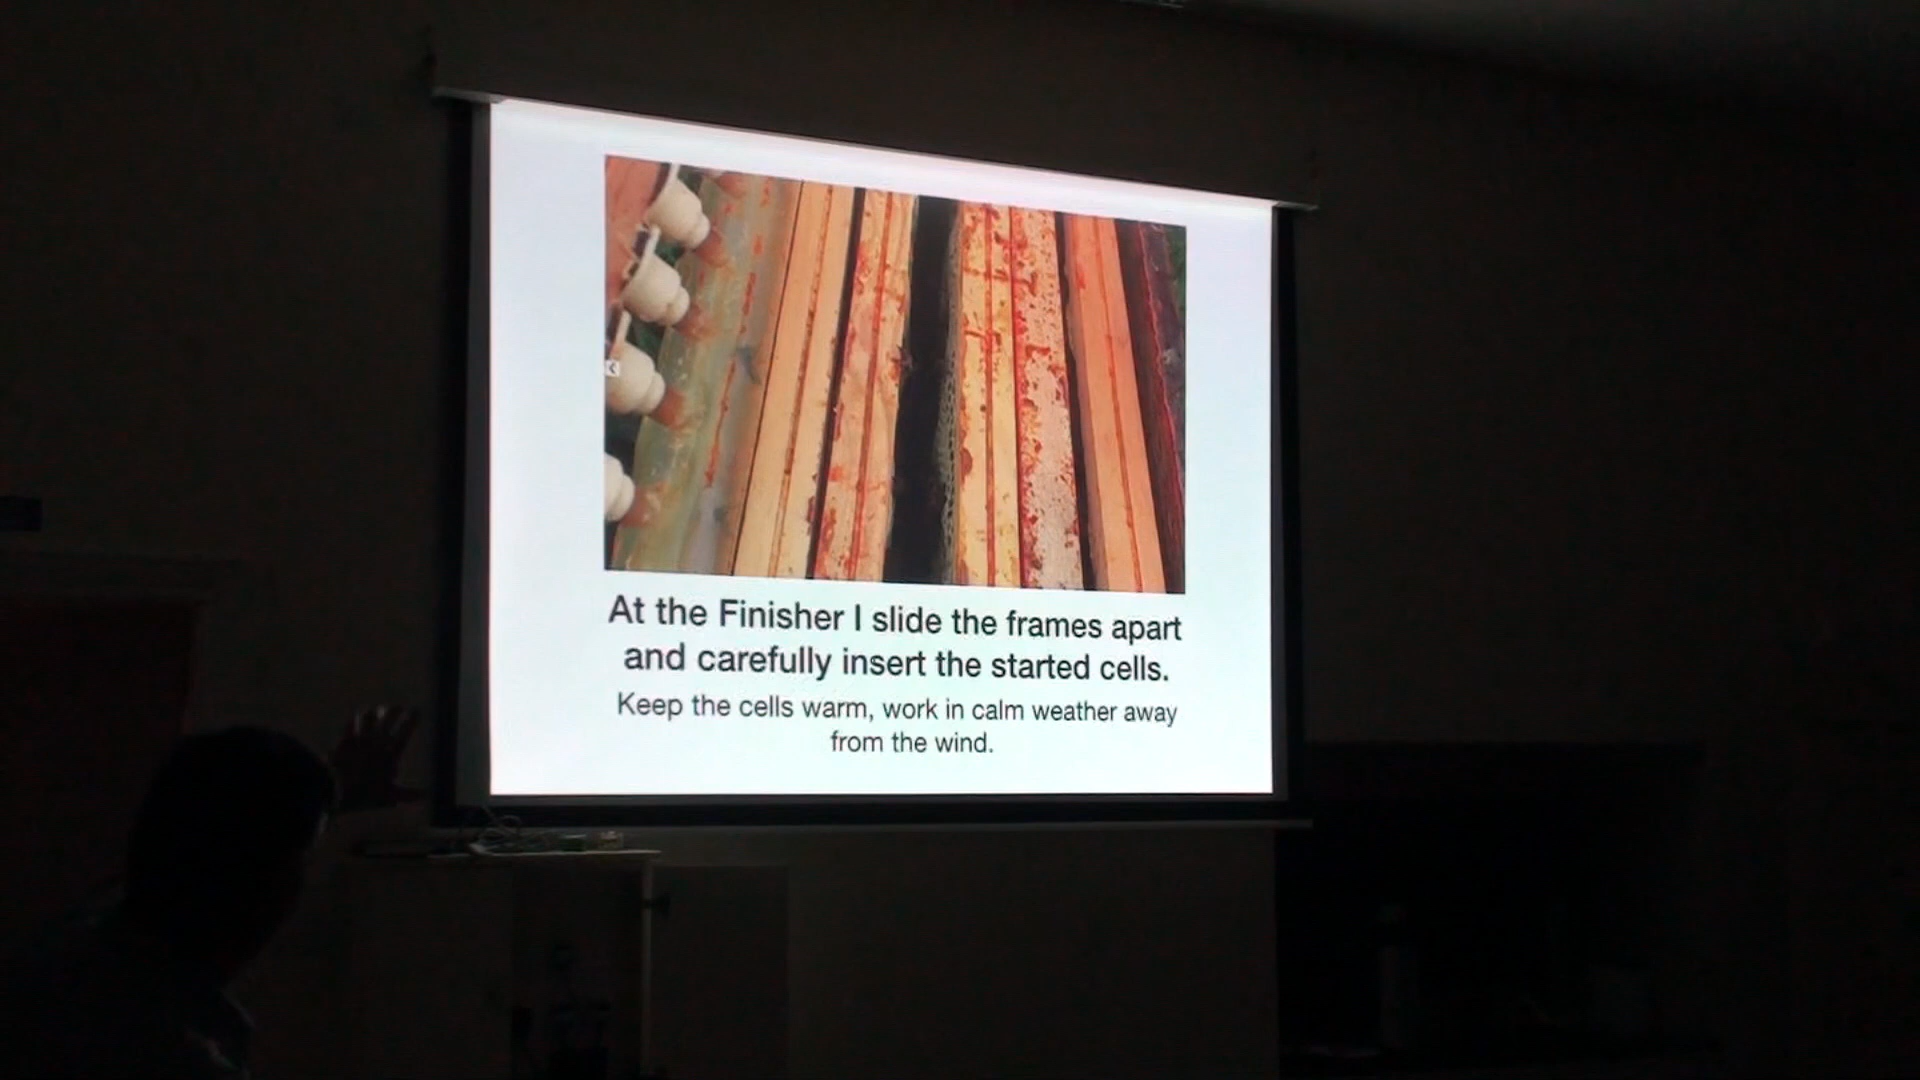 At the Finisher I slide the frames apart
and carefully insert the started cells.
Keep the cells warm, work in calm weather away
from the wind.